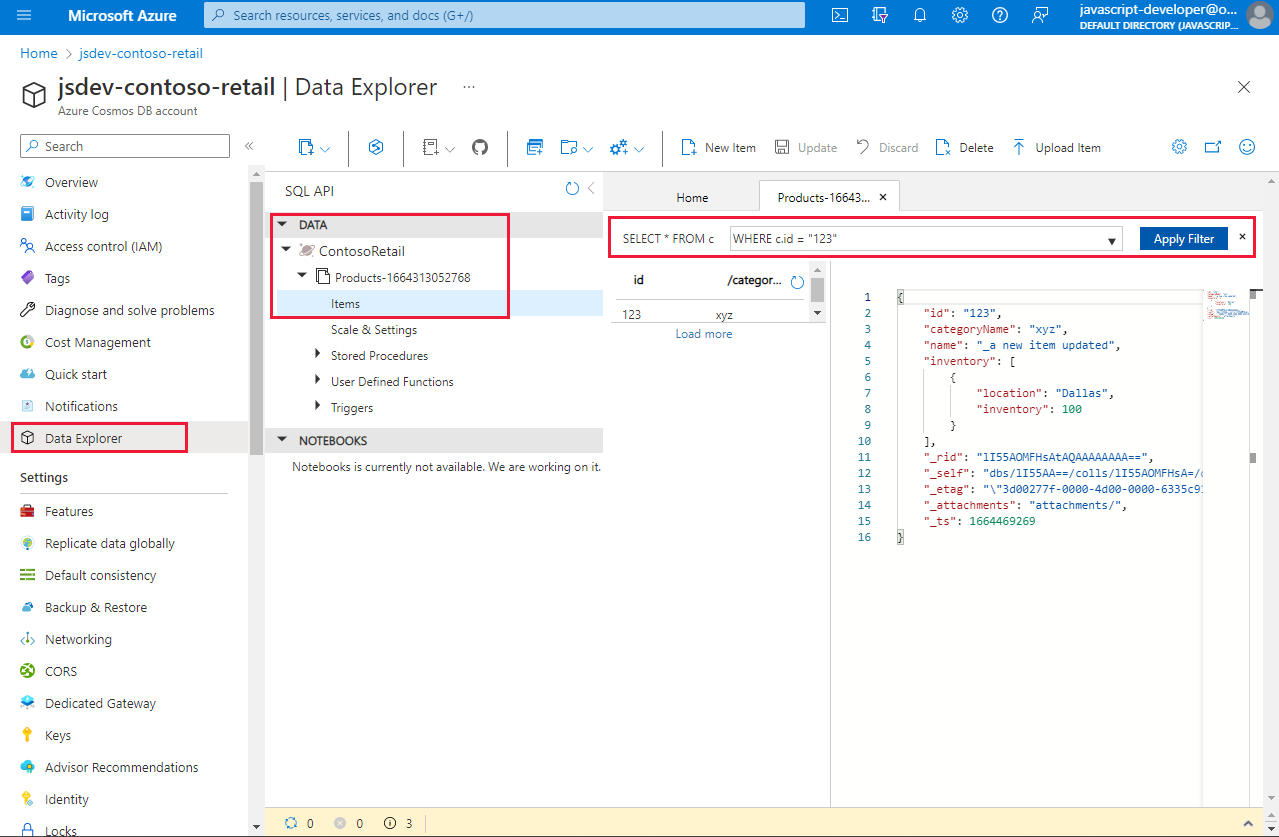 Microsoft Azure
Search resources, services, and docs (G+/)
javascript-developer@o...
DEFAULT DIRECTORY (JAVASCRIP...
Home > jsdev-contoso-retail
jsdev-contoso-retail | Data Explorer ...
Azure Cosmos DB account
Search
«
New Item
Update
Discard
Delete
Upload Item
Overview
Activity log
Access control (IAM)
Tags
Diagnose and solve problems
Cost Management
Quick start
Notifications
Data Explorer
Settings
Features
Replicate data globally
Default consistency
Backup & Restore
Networking
CORS
Dedicated Gateway
Keys
Advisor Recommendations
Identity
Locks
SQL API
DATA
ContosoRetail
Products-1664313052768
Items
Scale & Settings
Stored Procedures
User Defined Functions
Triggers
NOTEBOOKS
Notebooks is currently not available. We are working on it.
Home
Products-16643...
SELECT * FROM c
WHERE c.id = "123"
Apply Filter
id /categor...
123 xyz
Load more
1 {
2 "id": "123",
3 "categoryName": "xyz",
4 "name": "_a new item updated",
5 "inventory": [
6 {
7 "location": "Dallas",
8 "inventory": 100
9 }
10 ],
11 "_rid": "lI55AOMFHsAtAQAAAAAAAA==",
12 "_self": "dbs/lI55AA==/colls/lI55AOMFHsA=/
13 "_etag": "\"3d00277f-0000-4d00-0000-6335c9
14 "_attachments": "attachments/",
15 "_ts": 1664469269
16 }
0 0 3